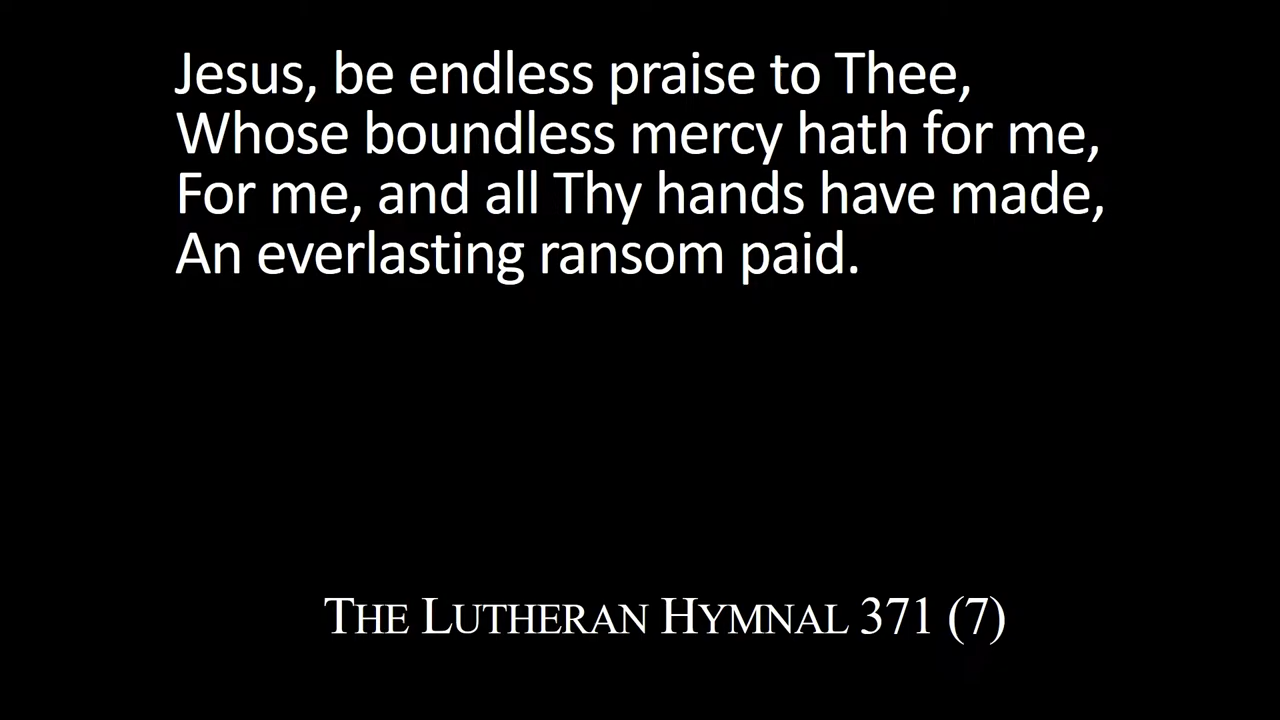 Jesus, be endless praise to Thee,
Whose boundless mercy hath for me,
For me, and all Thy hands have made,
An everlasting ransom paid.
THE LUTHERAN HYMNAL 371 (7)